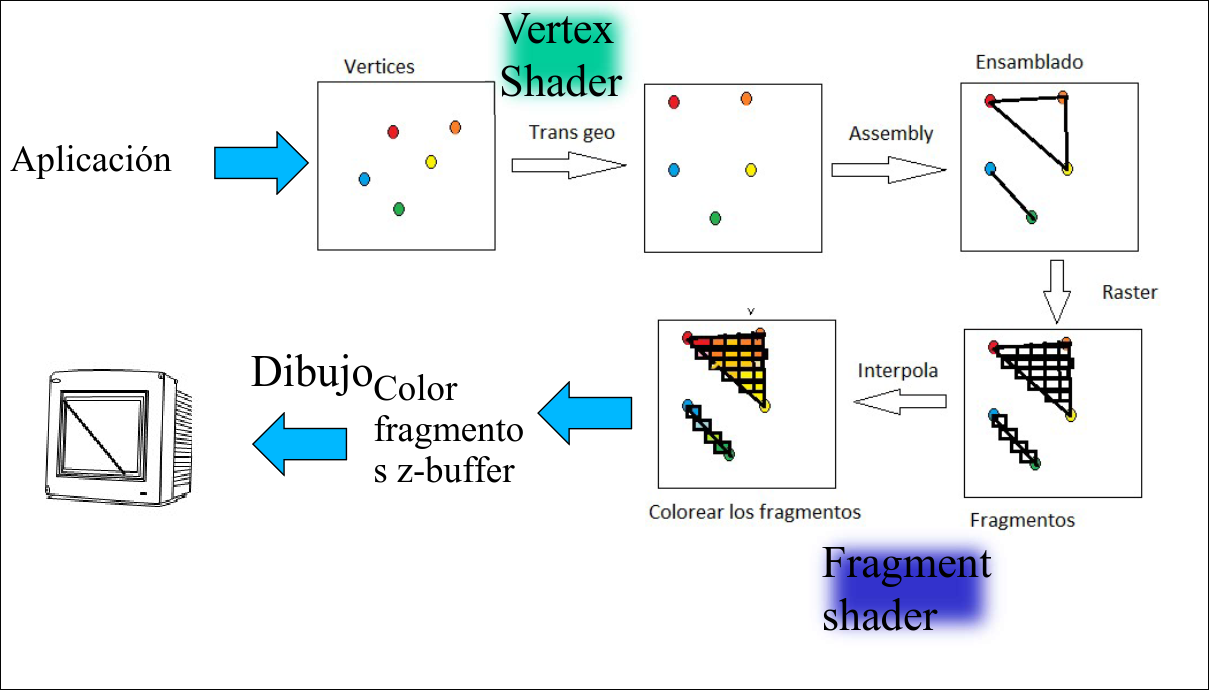 Vertex
Shader
Vertices
Ensamblado
Aplicación
Trans geo
Assembly
Raster
Interpola
Dibujo
Color
fragmento
s z-buffer
v
Colorear los fragmentos
Fragmentos
Fragment
shader